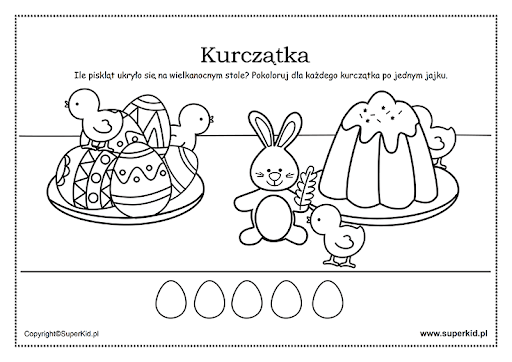 Kurczątka
Ile piskląt ukryło się na wielkanocnym stole? Pokoloruj dla każdego kurczątka po jednym jajku.
Copyright©SuperKid.pl
www.superkid.pl